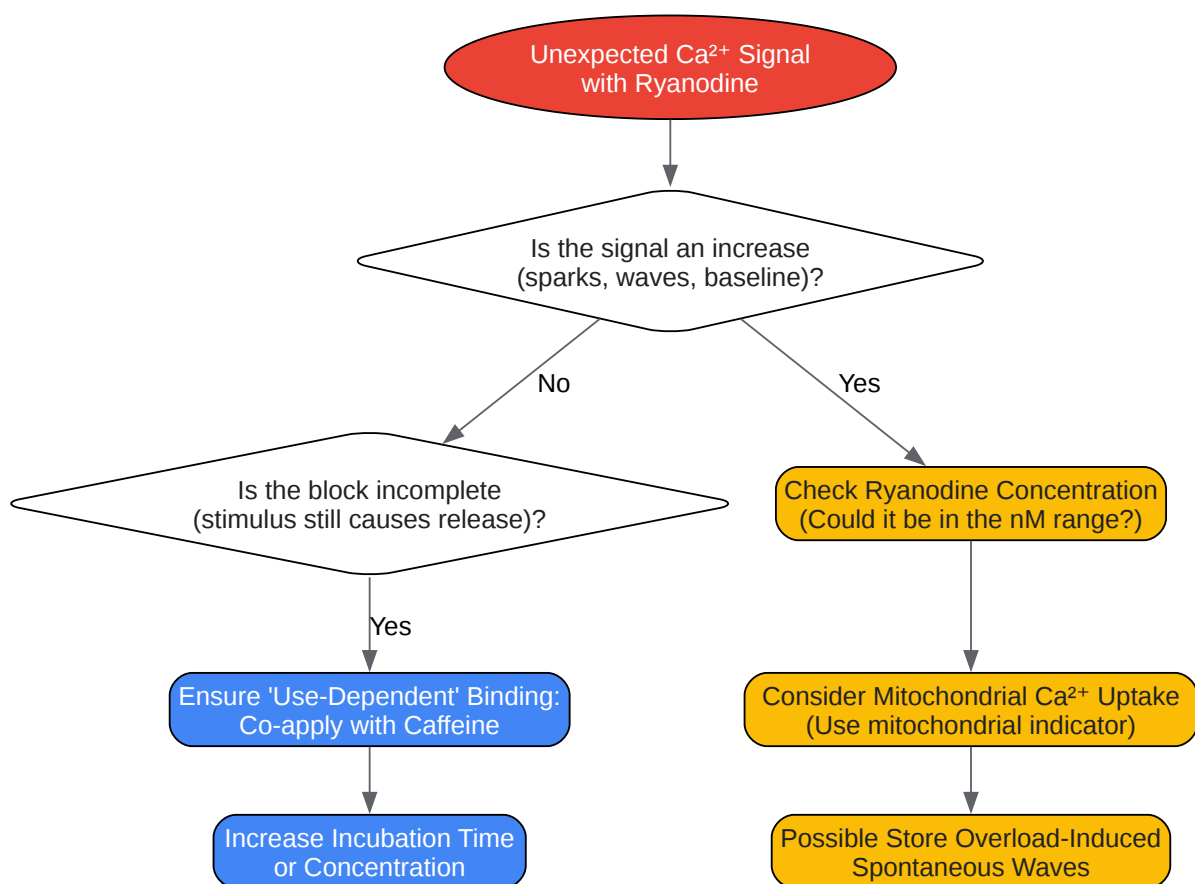 Unexpected Ca²⁺ Signal
with Ryanodine
Is the signal an increase
(sparks, waves, baseline)?
No
Yes
Is the block incomplete
(stimulus still causes release)?
Check Ryanodine Concentration
(Could it be in the nM range?)
Yes
Ensure 'Use-Dependent' Binding:
Co-apply with Caffeine
Consider Mitochondrial Ca²⁺ Uptake
(Use mitochondrial indicator)
Increase Incubation Time
or Concentration
Possible Store Overload-Induced
Spontaneous Waves